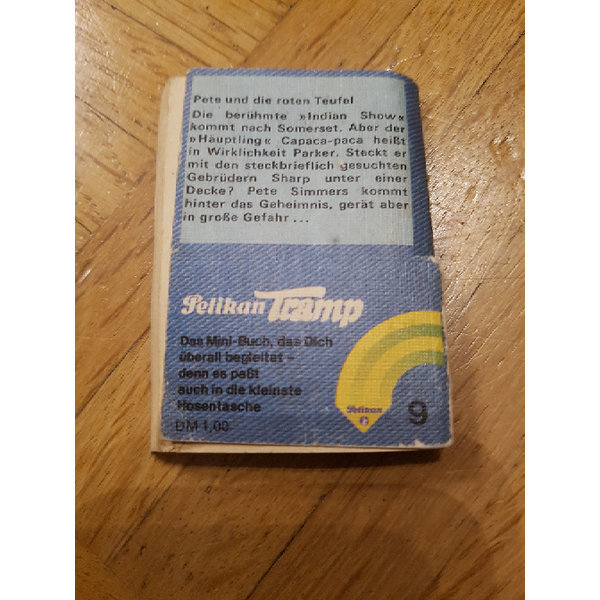 Pete und die roten Teufel
Die berühmte »Indian Show«
kommt nach Somerset. Aber der
»Häuptling« Capaca-paca heißt
in Wirklichkeit Parker. Steckt er
mit den steckbrieflich gesuchten
Gebrüdern Sharp unter einer
Decke? Pete Simmers kommt
hinter das Geheimnis, gerät aber
in große Gefahr ...
Pelikan Tramp
Das Mini-Buch, das Dich
überall begleitet –
denn es paßt
auch in die kleinste
Hosentasche
DM 1,00
Pelikan
9